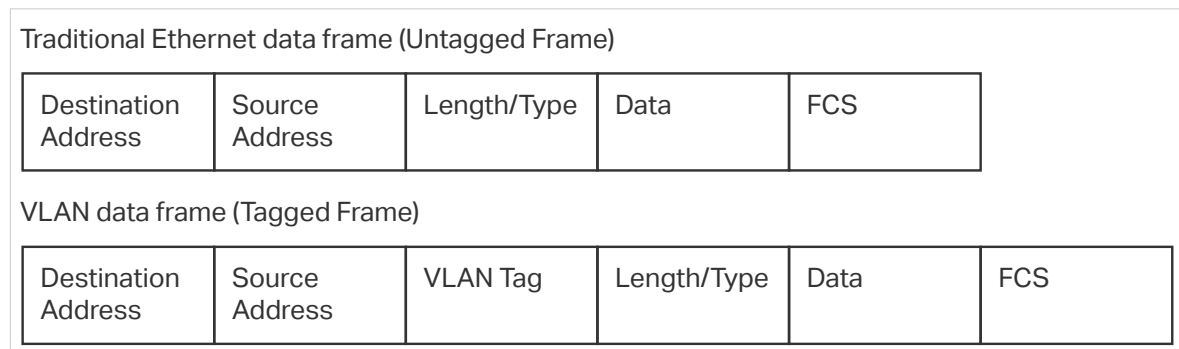 Traditional Ethernet data frame (Untagged Frame)
Destination Address
Source Address
Length/Type
Data
FCS
VLAN data frame (Tagged Frame)
Destination Address
Source Address
VLAN Tag
Length/Type
Data
FCS